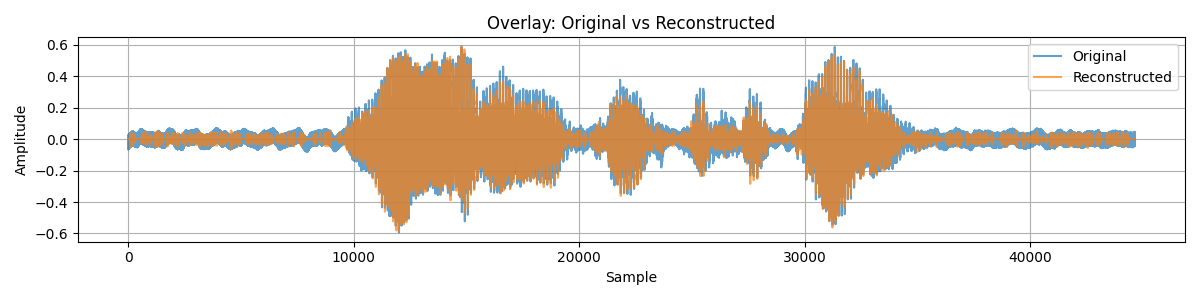 Overlay: Original vs Reconstructed
Original
Reconstructed
Amplitude
0.6
0.4
0.2
0.0
−0.2
−0.4
−0.6
0
10000
20000
30000
40000
Sample